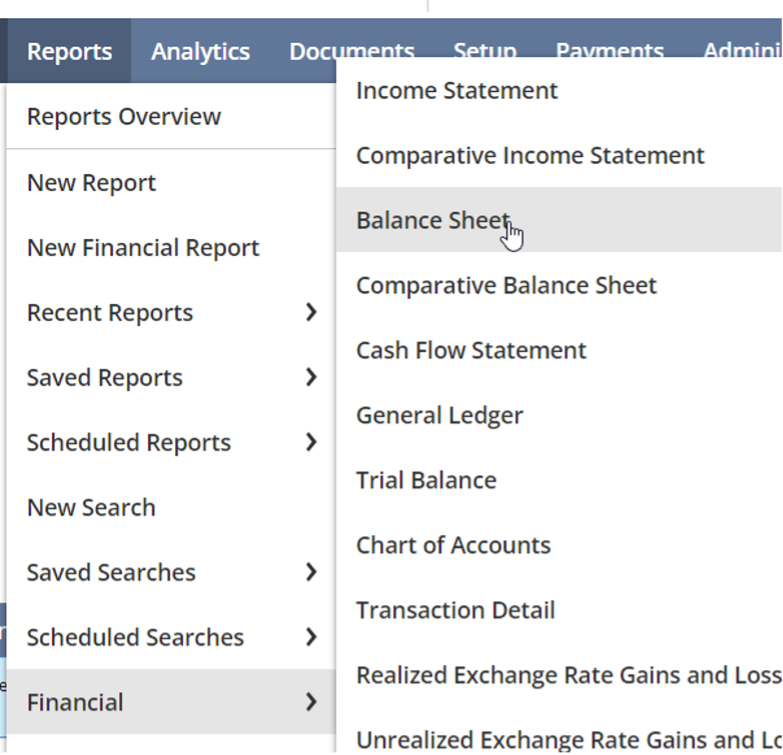 Reports Analytics Documents Setup Payments Admini
Reports Overview
New Report
New Financial Report
Recent Reports
Saved Reports
Scheduled Reports
New Search
Saved Searches
Scheduled Searches
Financial
Income Statement
Comparative Income Statement
Balance Sheet
Comparative Balance Sheet
Cash Flow Statement
General Ledger
Trial Balance
Chart of Accounts
Transaction Detail
Realized Exchange Rate Gains and Loss
Unrealized Exchange Rate Gains and Lo